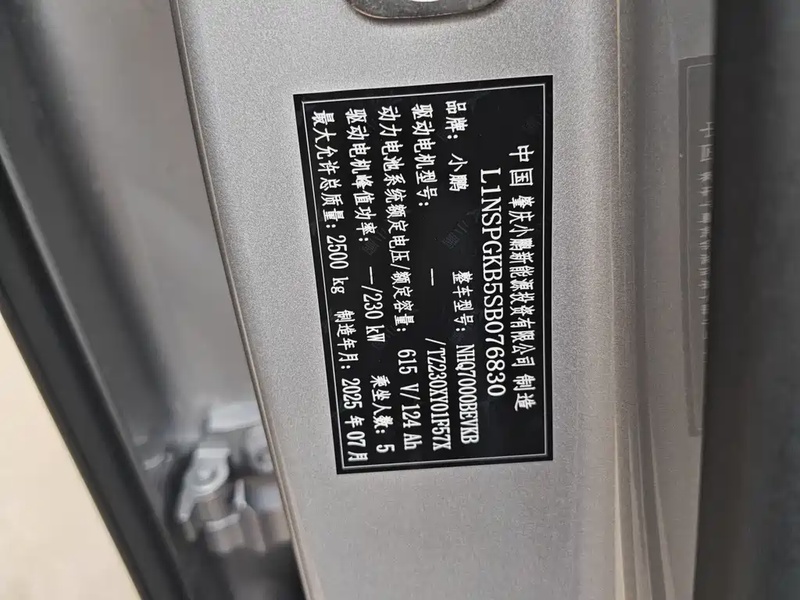 中国 肇庆小鹏新能源投资有限公司 制造
L1NSPGKB5SB076830
品牌: 小鹏 整车型号: NHQ7000BEVKB
驱动电机型号: — /TZ230XY01F57X
动力电池系统额定电压/额定容量: 615 V/124 Ah
驱动电机峰值功率: —/230 kW 乘坐人数: 5
最大允许总质量: 2500 kg 制造年月: 2025 年 07 月